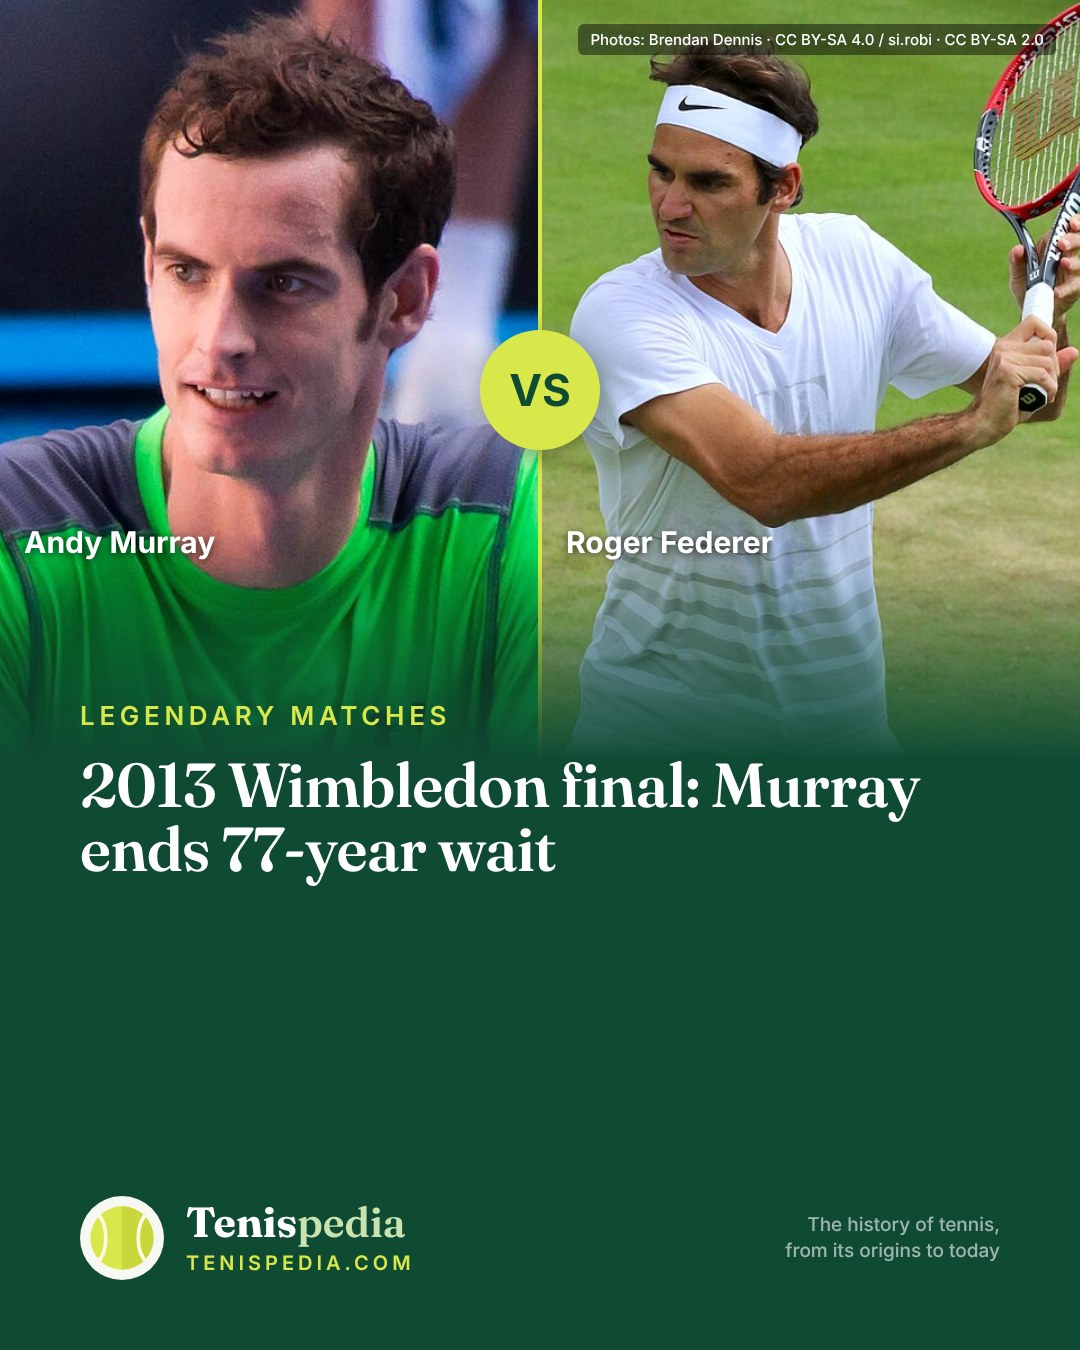 Photos: Brendan Dennis · CC BY-SA 4.0 / si.robi · CC BY-SA 2.0
VS
Andy Murray
Roger Federer
LEGENDARY MATCHES
2013 Wimbledon final: Murray
ends 77-year wait
Tenispedia
TENISPEDIA.COM
The history of tennis,
from its origins to today